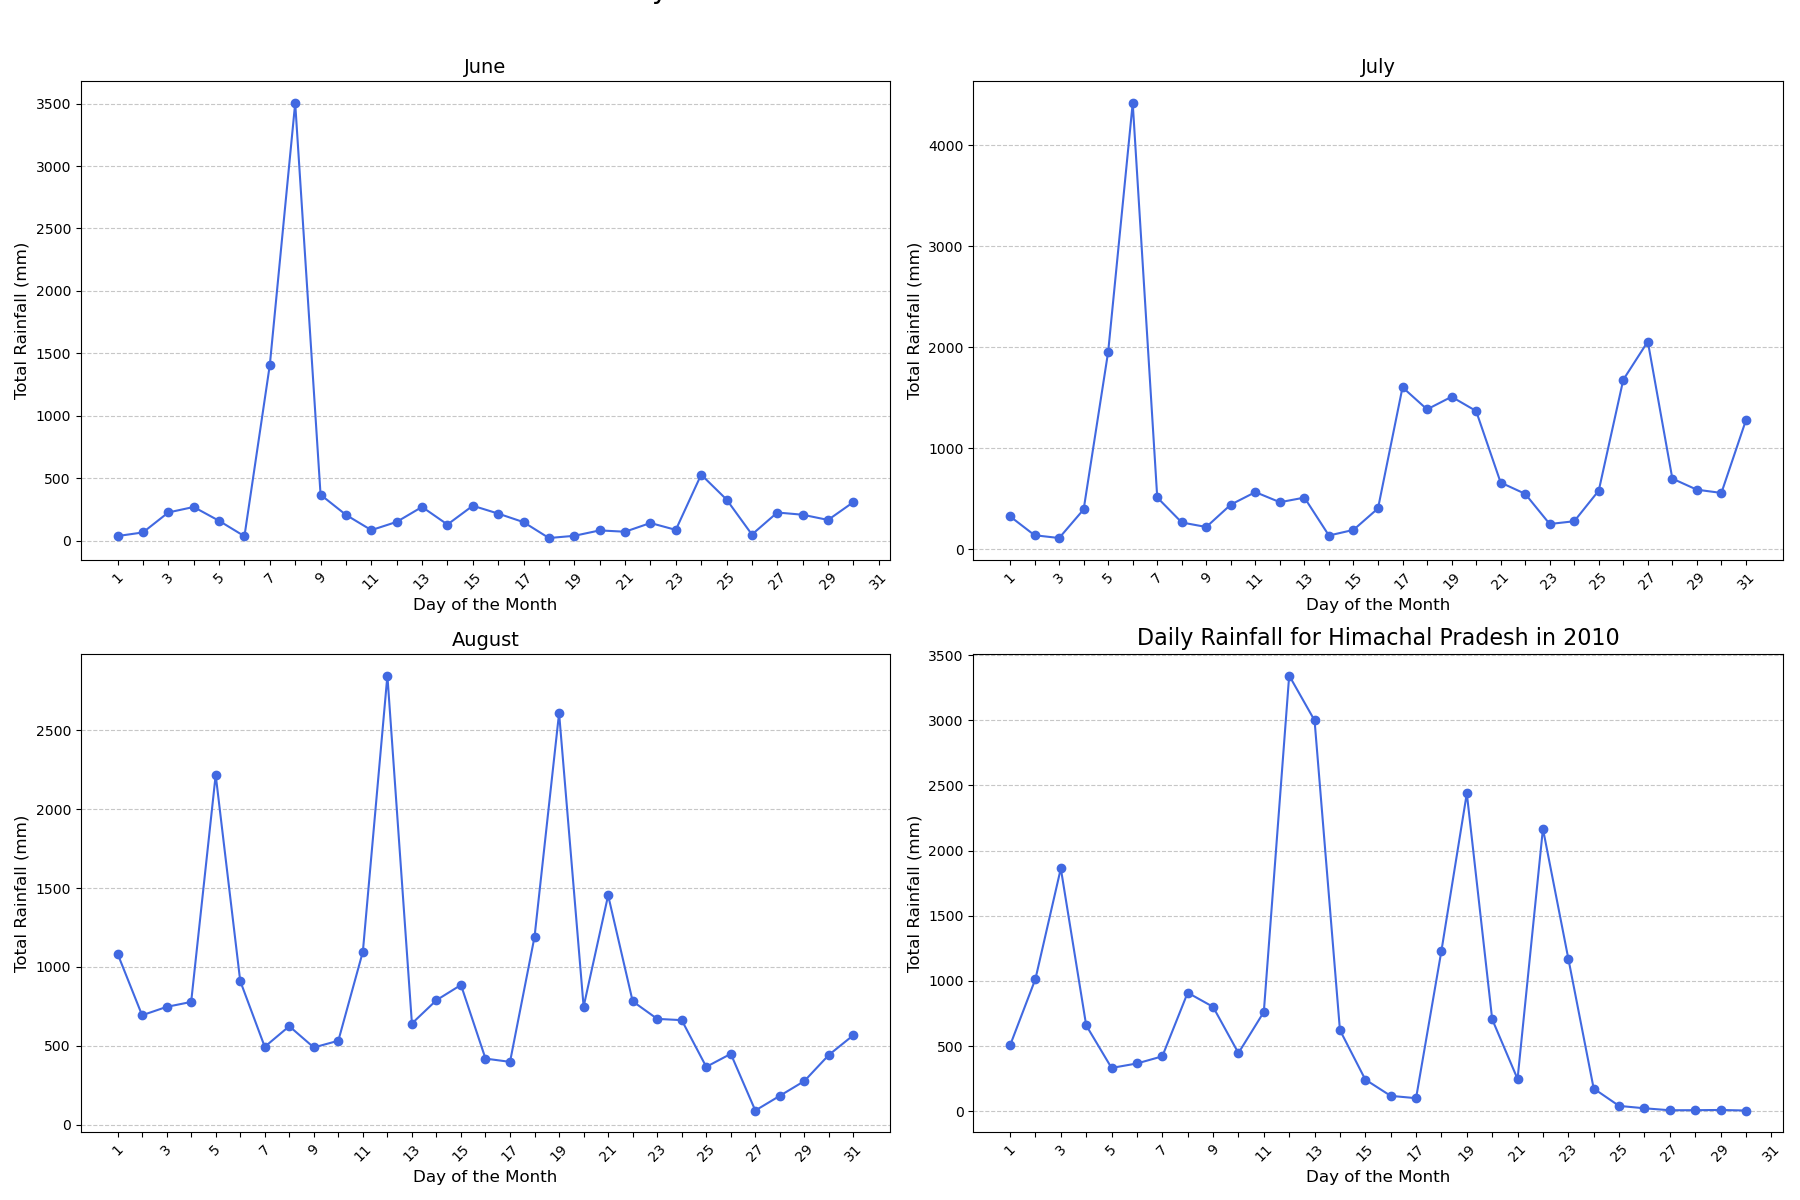 June
July
3500
3000
2500
2000
1500
1000
500
0
Total Rainfall (mm)
1 3 5 7 9 11 13 15 17 19 21 23 25 27 29 31
Day of the Month
4000
3000
2000
1000
0
Total Rainfall (mm)
1 3 5 7 9 11 13 15 17 19 21 23 25 27 29 31
Day of the Month
August
Daily Rainfall for Himachal Pradesh in 2010
2500
2000
1500
1000
500
0
Total Rainfall (mm)
1 3 5 7 9 11 13 15 17 19 21 23 25 27 29 31
Day of the Month
3500
3000
2500
2000
1500
1000
500
0
Total Rainfall (mm)
1 3 5 7 9 11 13 15 17 19 21 23 25 27 29 31
Day of the Month